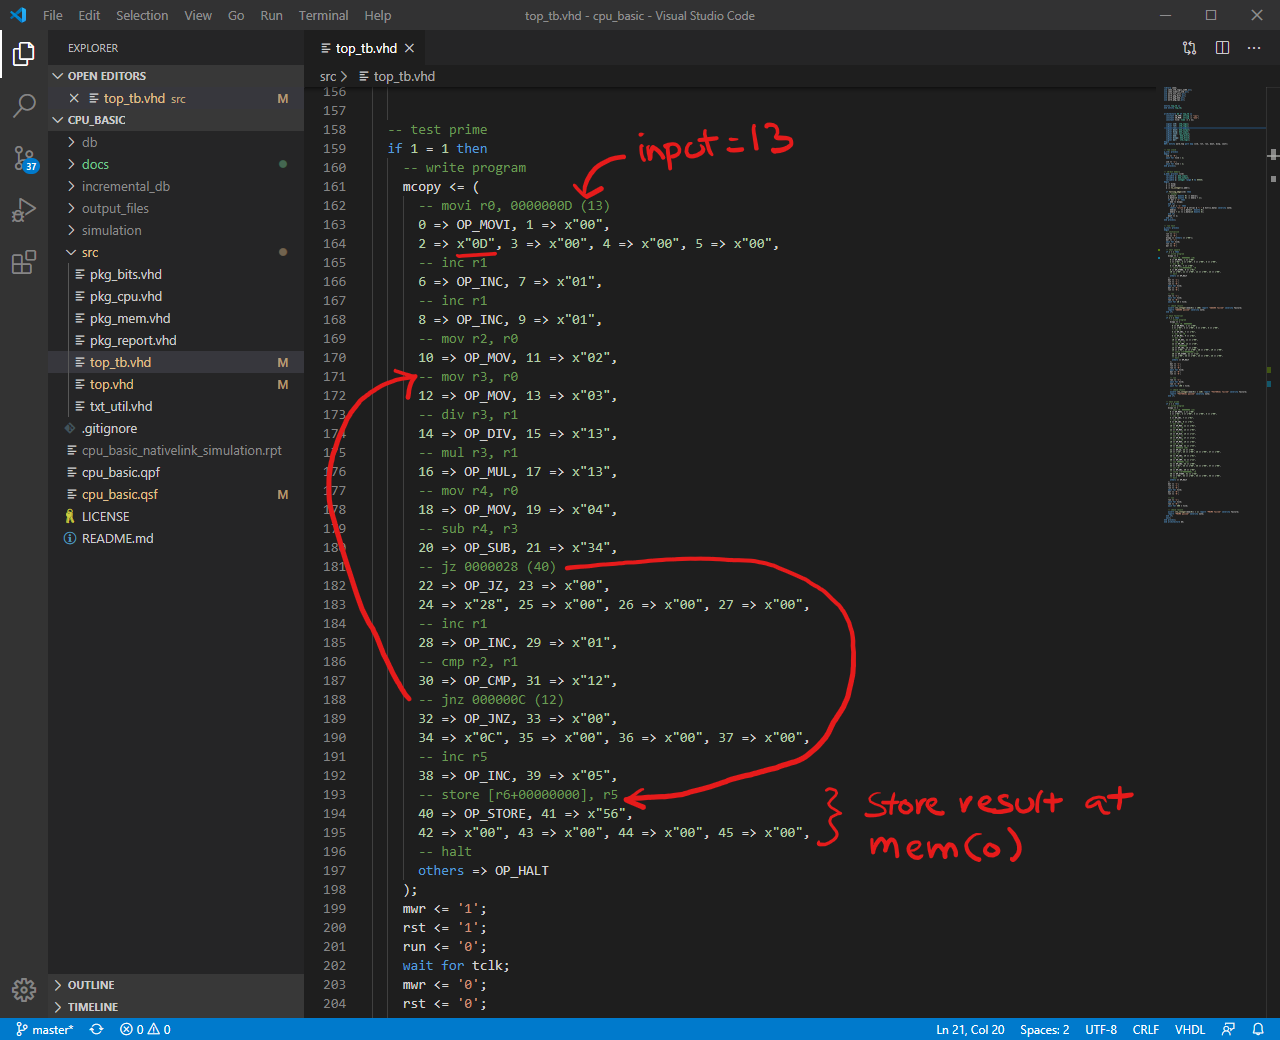 File Edit Selection View Go Run Terminal Help
top_tb.vhd - cpu_basic - Visual Studio Code
EXPLORER
OPEN EDITORS
top_tb.vhd src M
CPU_BASIC
db
docs
incremental_db
output_files
simulation
src
pkg_bits.vhd
pkg_cpu.vhd
pkg_mem.vhd
pkg_report.vhd
top_tb.vhd M
top.vhd M
txt_util.vhd
.gitignore
cpu_basic_nativelink_simulation.rpt
cpu_basic.qpf
cpu_basic.qsf M
LICENSE
README.md
OUTLINE
TIMELINE
37
top_tb.vhd
src > top_tb.vhd
156
157
158 -- test prime
159 if 1 = 1 then
160 -- write program
161 mcopy <= (
162 -- movi r0, 0000000D (13)
163 0 => OP_MOVI, 1 => x"00",
164 2 => x"0D", 3 => x"00", 4 => x"00", 5 => x"00",
165 -- inc r1
166 6 => OP_INC, 7 => x"01",
167 -- inc r1
168 8 => OP_INC, 9 => x"01",
169 -- mov r2, r0
170 10 => OP_MOV, 11 => x"02",
171 -- mov r3, r0
172 12 => OP_MOV, 13 => x"03",
173 -- div r3, r1
174 14 => OP_DIV, 15 => x"13",
175 -- mul r3, r1
176 16 => OP_MUL, 17 => x"13",
177 -- mov r4, r0
178 18 => OP_MOV, 19 => x"04",
179 -- sub r4, r3
180 20 => OP_SUB, 21 => x"34",
181 -- jz 0000028 (40)
182 22 => OP_JZ, 23 => x"00",
183 24 => x"28", 25 => x"00", 26 => x"00", 27 => x"00",
184 -- inc r1
185 28 => OP_INC, 29 => x"01",
186 -- cmp r2, r1
187 30 => OP_CMP, 31 => x"12",
188 -- jnz 000000C (12)
189 32 => OP_JNZ, 33 => x"00",
190 34 => x"0C", 35 => x"00", 36 => x"00", 37 => x"00",
191 -- inc r5
192 38 => OP_INC, 39 => x"05",
193 -- store [r6+00000000], r5
194 40 => OP_STORE, 41 => x"56",
195 42 => x"00", 43 => x"00", 44 => x"00", 45 => x"00",
196 -- halt
197 others => OP_HALT
198 );
199 mwr <= '1';
200 rst <= '1';
201 run <= '0';
202 wait for tclk;
203 mwr <= '0';
204 rst <= '0';
input=13
Store result at
mem(0)
master* 0 0 Ln 21, Col 20 Spaces: 2 UTF-8 CRLF VHDL